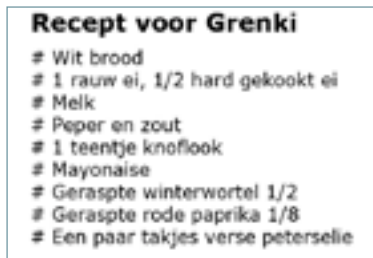 Recept voor Grenki
# Wit brood
# 1 rauw ei, 1/2 hard gekookt ei
# Melk
# Peper en zout
# 1 teentje knoflook
# Mayonaise
# Geraspte winterwortel 1/2
# Geraspte rode paprika 1/8
# Een paar takjes verse peterselie